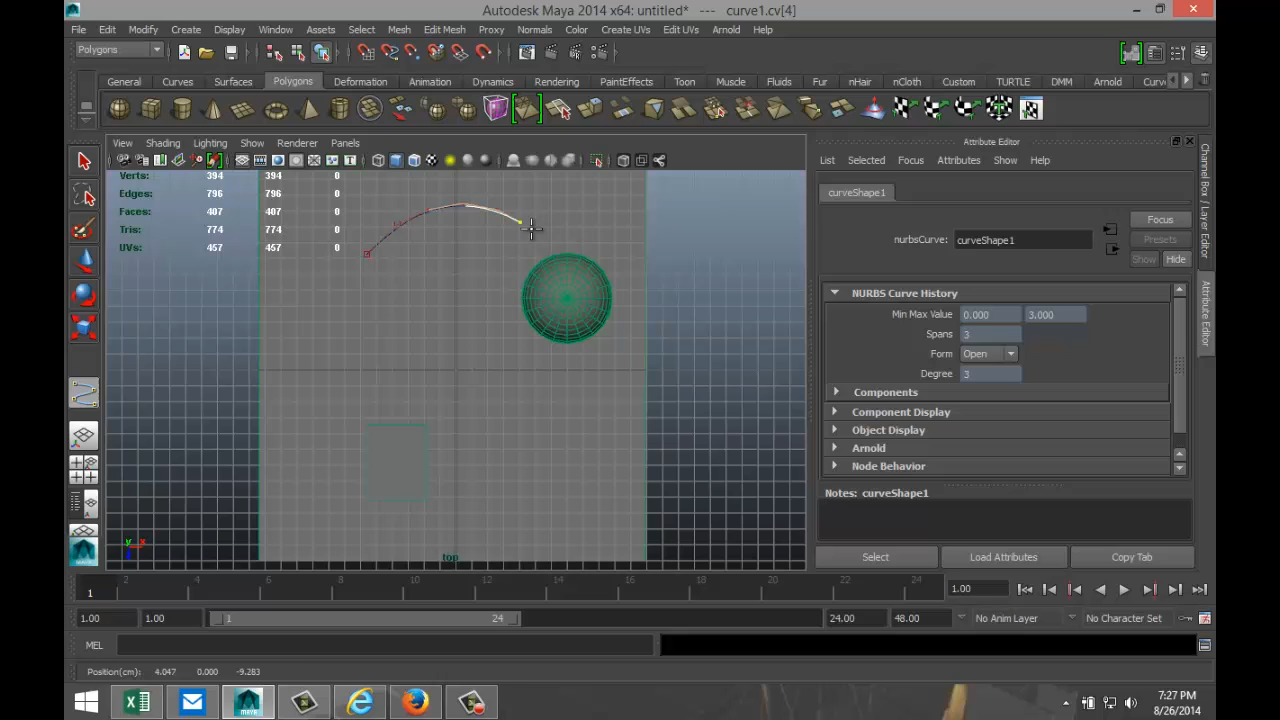 Autodesk Maya 2014 x64: untitled*   ---   curve1.cv[4]
File Edit Modify Create Display Window Assets Select Mesh Edit Mesh Proxy Normals Color Create UVs Edit UVs Arnold Help
Polygons
General Curves Surfaces Polygons Deformation Animation Dynamics Rendering PaintEffects Toon Muscle Fluids Fur nHair nCloth Custom TURTLE DMM Arnold Curv
View Shading Lighting Show Renderer Panels
Attribute Editor
List Selected Focus Attributes Show Help
Verts: 394 394 0
Edges: 796 796 0
Faces: 407 407 0
Tris: 774 774 0
UVs: 457 457 0
curveShape1
Focus
nurbsCurve: curveShape1
Presets
Show Hide
NURBS Curve History
Min Max Value 0.000 3.000
Spans 3
Form Open
Degree 3
Components
Component Display
Object Display
Arnold
Node Behavior
Notes: curveShape1
Select Load Attributes Copy Tab
Channel Box / Layer Editor
Attribute Editor
y x
top
2 4 6 8 10 12 14 16 18 20 22 24
1
1.00
1.00 1.00 1 24 24.00 48.00 No Anim Layer No Character Set
MEL
Position(cm): 4.047 0.000 -9.283
MAYA
7:27 PM
8/26/2014